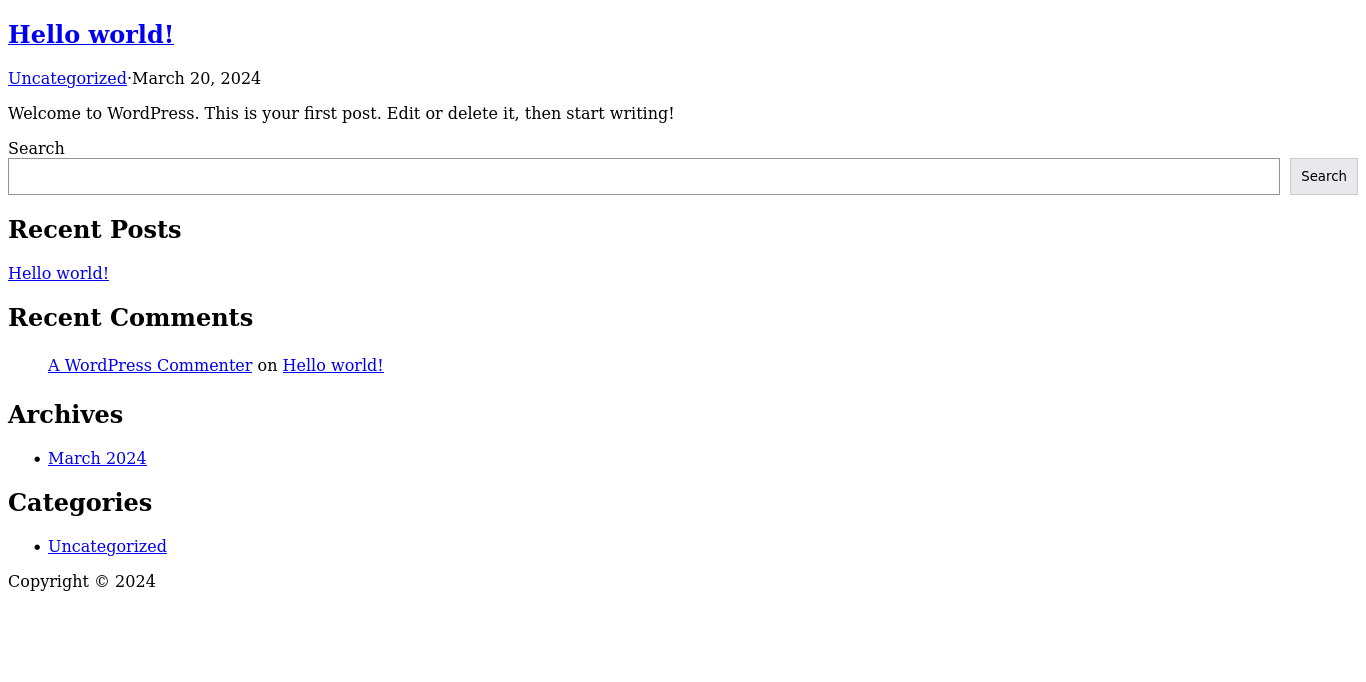 Hello world!
Uncategorized·March 20, 2024
Welcome to WordPress. This is your first post. Edit or delete it, then start writing!
Search
Search
Recent Posts
Hello world!
Recent Comments
A WordPress Commenter on Hello world!
Archives
March 2024
Categories
Uncategorized
Copyright © 2024